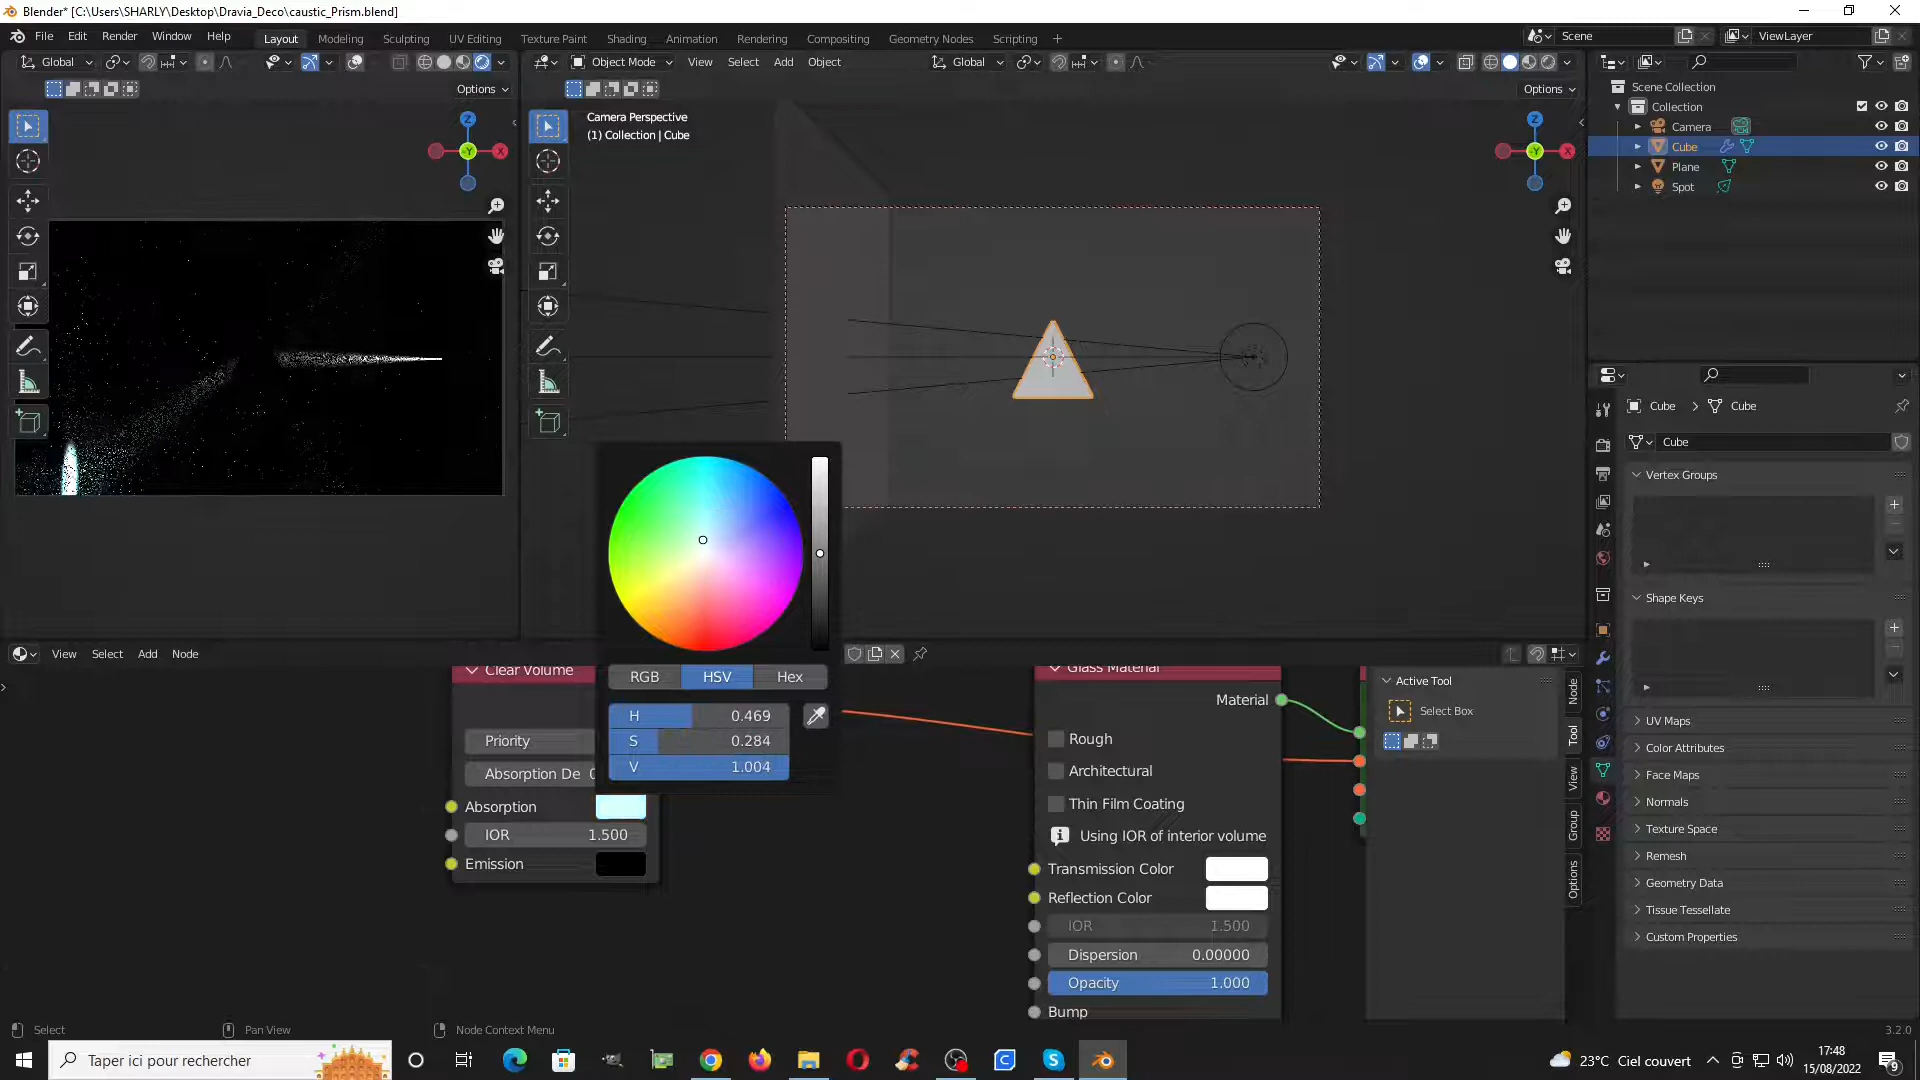 Blender* [C:\Users\SHARLY\Desktop\Dravia_Deco\caustic_Prism.blend]
File Edit Render Window Help Layout Modeling Sculpting UV Editing Texture Paint Shading Animation Rendering Compositing Geometry Nodes Scripting + Scene ViewLayer
Global Object Mode View Select Add Object Global
Options Options
Scene Collection
Collection
Camera
Cube
Plane
Spot
Z
-Y X
Camera Perspective
(1) Collection | Cube
Z
-Y X
Cube > Cube
Cube
Vertex Groups
Shape Keys
UV Maps
Color Attributes
Face Maps
Normals
Texture Space
Remesh
Geometry Data
Tissue Tessellate
Custom Properties
View Select Add Node
Clear Volume
Priority
Absorption De 0
Absorption
IOR 1.500
Emission
RGB HSV Hex
H 0.469
S 0.284
V 1.004
Glass Material
Material
Rough
Architectural
Thin Film Coating
Using IOR of interior volume
Transmission Color
Reflection Color
IOR 1.500
Dispersion 0.00000
Opacity 1.000
Bump
Active Tool
Select Box
Node
Tool
View
Group
Options
Select Pan View Node Context Menu 3.2.0
Taper ici pour rechercher 23°C Ciel couvert 17:48
15/08/2022
9